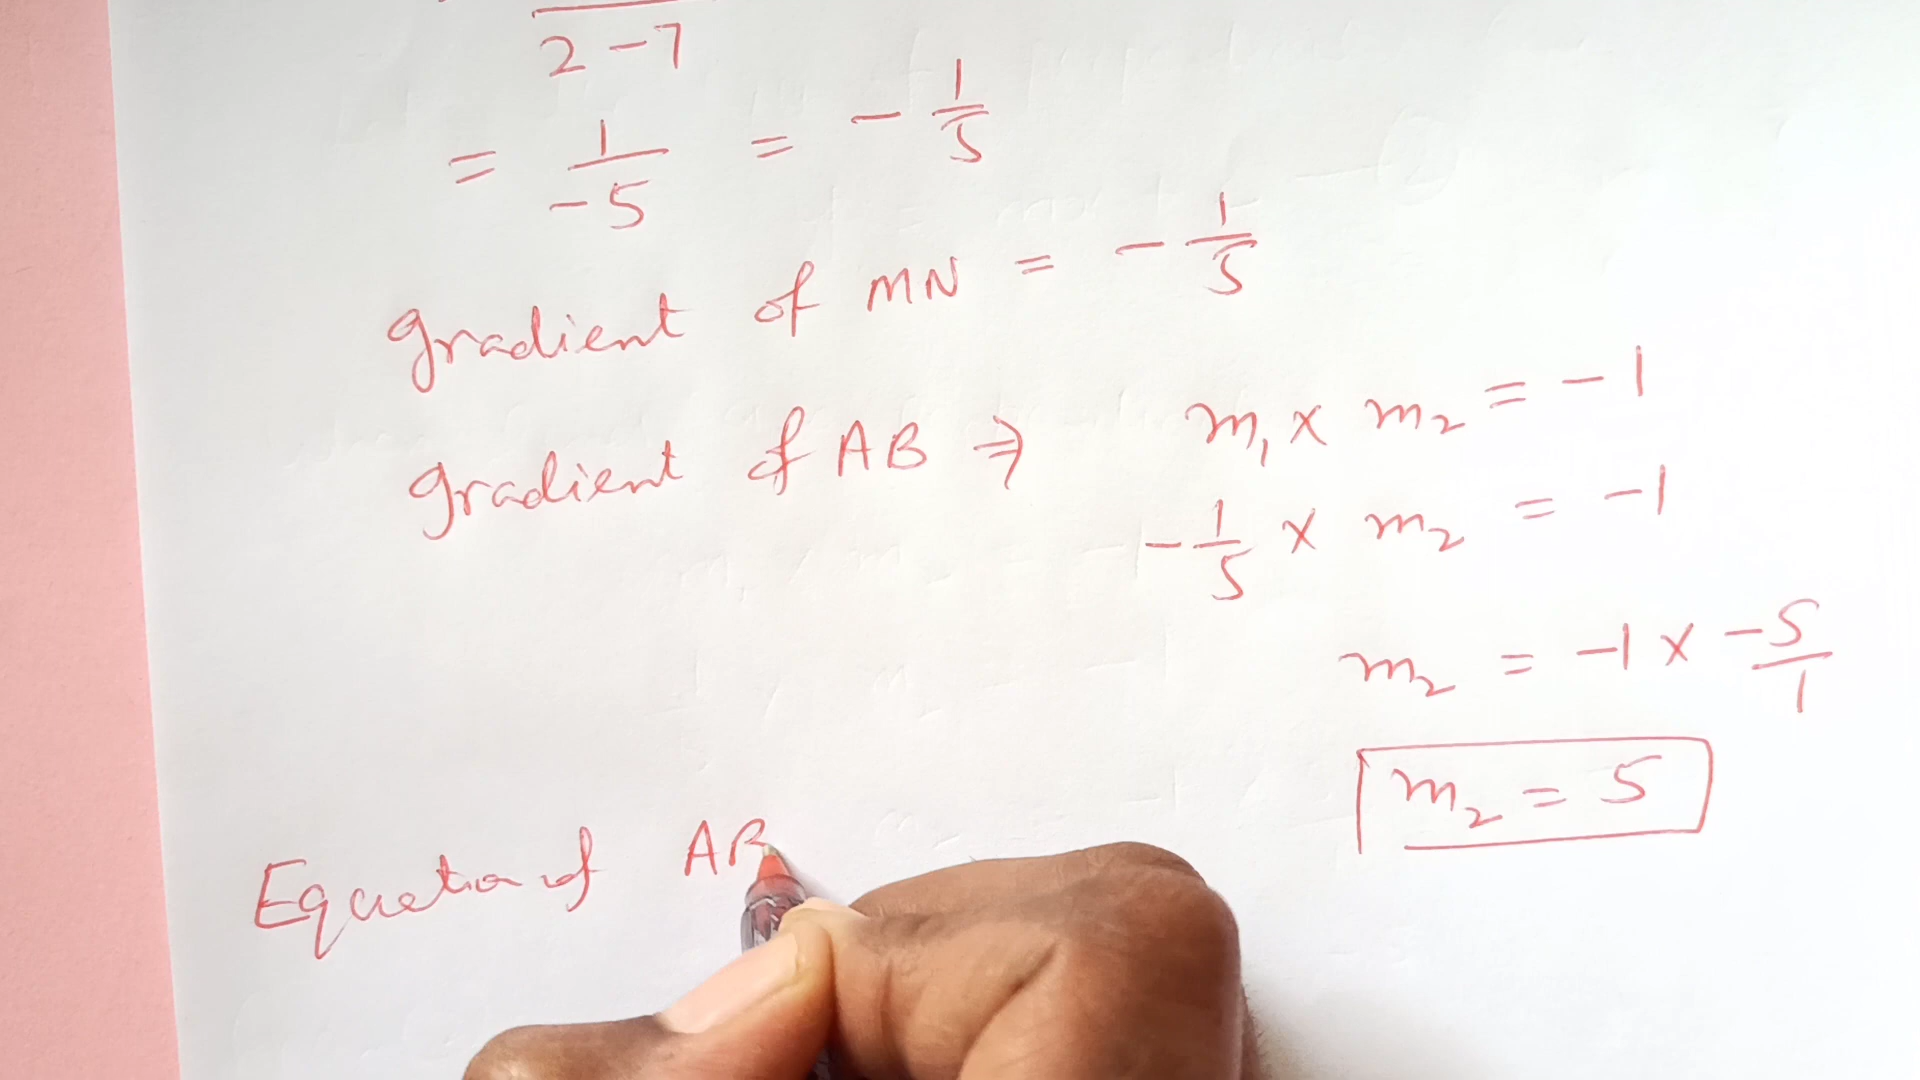 2 - 7
= 1/-5 = - 1/5
gradient of MN = - 1/5
gradient of AB ⇒ m₁ × m₂ = -1
- 1/5 × m₂ = -1
m₂ = -1 × -5/1
m₂ = 5
Equation of AB